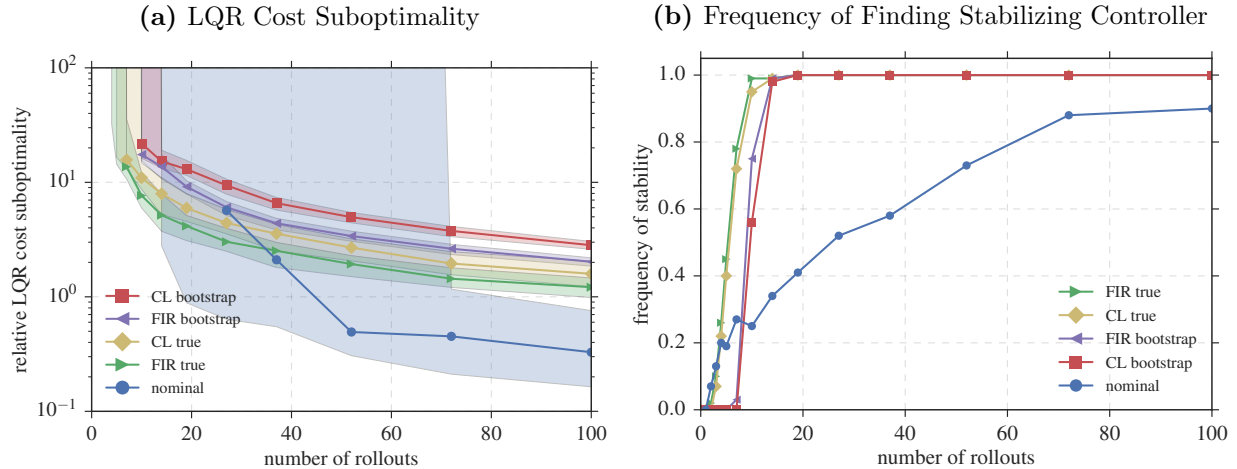 (a) LQR Cost Suboptimality
relative LQR cost suboptimality
10^2
10^1
10^0
10^{-1}
CL bootstrap
FIR bootstrap
CL true
FIR true
nominal
0 20 40 60 80 100
number of rollouts
(b) Frequency of Finding Stabilizing Controller
frequency of stability
1.0
0.8
0.6
0.4
0.2
0.0
FIR true
CL true
FIR bootstrap
CL bootstrap
nominal
0 20 40 60 80 100
number of rollouts